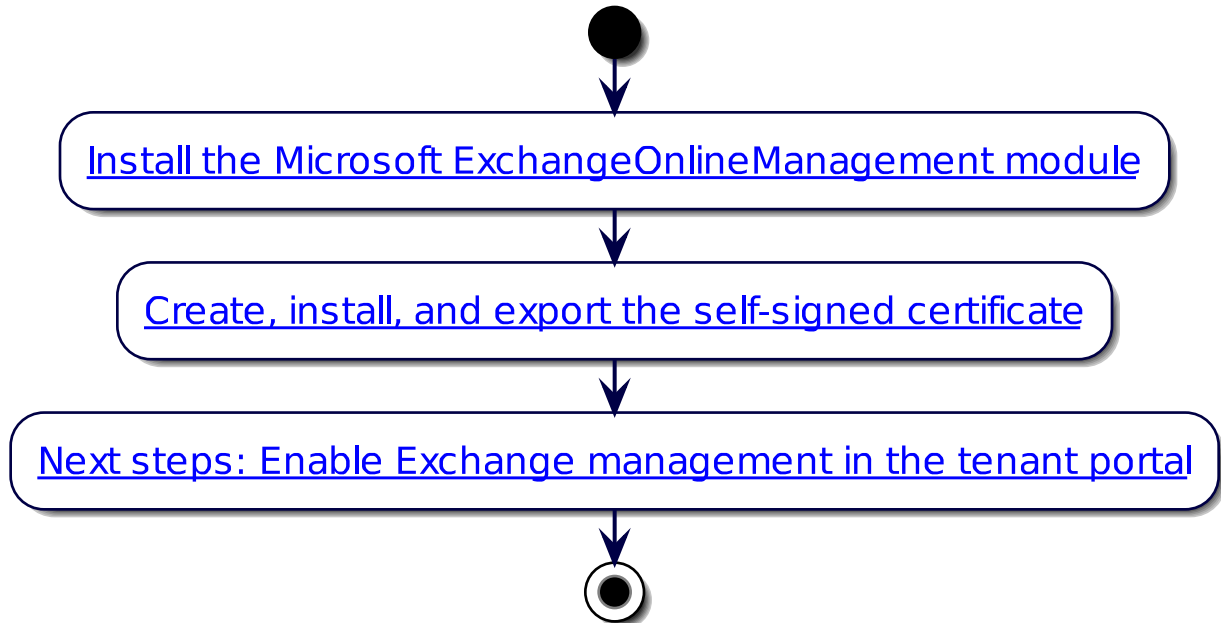 Install the Microsoft ExchangeOnlineManagement module
Create, install, and export the self-signed certificate
Next steps: Enable Exchange management in the tenant portal